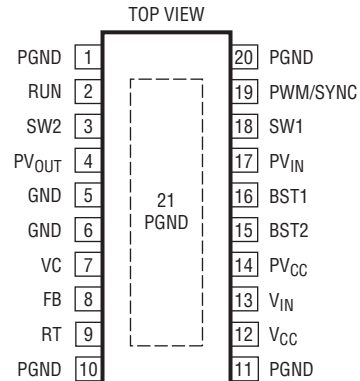 TOP VIEW
PGND 1
RUN 2
SW2 3
PVOUT 4
GND 5
GND 6
VC 7
FB 8
RT 9
PGND 10
21
PGND
20 PGND
19 PWM/SYNC
18 SW1
17 PVIN
16 BST1
15 BST2
14 PVCC
13 VIN
12 VCC
11 PGND